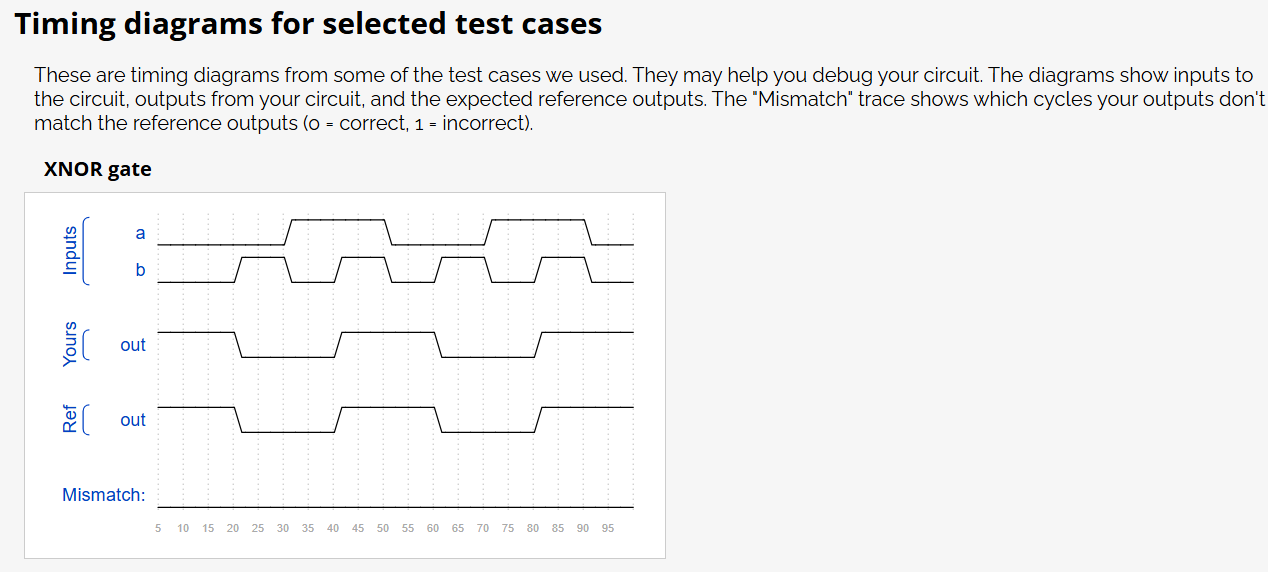 Timing diagrams for selected test cases
These are timing diagrams from some of the test cases we used. They may help you debug your circuit. The diagrams show inputs to
the circuit, outputs from your circuit, and the expected reference outputs. The "Mismatch" trace shows which cycles your outputs don't
match the reference outputs (0 = correct, 1 = incorrect).
XNOR gate
Inputs
a
b
Yours
out
Ref
out
Mismatch:
5 10 15 20 25 30 35 40 45 50 55 60 65 70 75 80 85 90 95